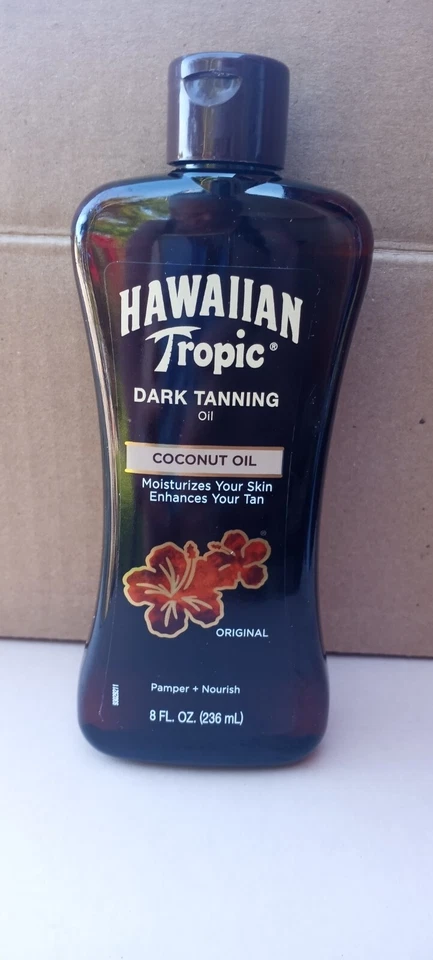 HAWAIIAN
Tropic®
DARK TANNING
Oil
COCONUT OIL
Moisturizes Your Skin
Enhances Your Tan
ORIGINAL
Pamper + Nourish
8 FL. OZ. (236 mL)